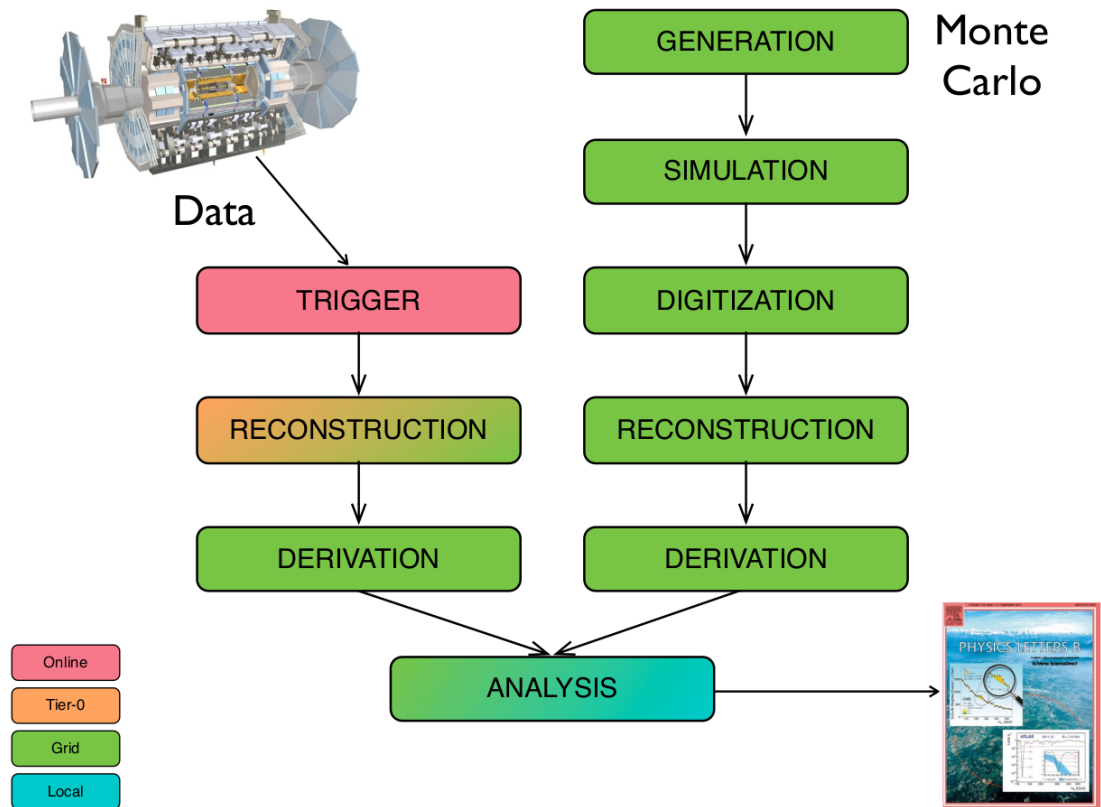 GENERATION
Monte
Carlo
SIMULATION
Data
TRIGGER
DIGITIZATION
RECONSTRUCTION
RECONSTRUCTION
DERIVATION
DERIVATION
ANALYSIS
Online
Tier-0
Grid
Local
PHYSICS LETTERS B
ATLAS